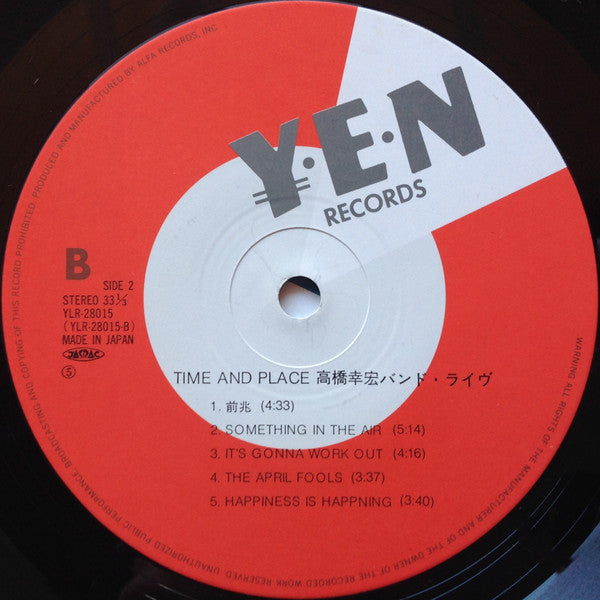 Y·E·N
RECORDS
B
SIDE 2
STEREO 33⅓
YLR-28015
(YLR-28015-B)
MADE IN JAPAN
JASRAC
⑤
TIME AND PLACE 高橋幸宏バンド・ライヴ
1. 前兆 (4:33)
2. SOMETHING IN THE AIR (5:14)
3. IT'S GONNA WORK OUT (4:16)
4. THE APRIL FOOLS (3:37)
5. HAPPINESS IS HAPPNING (3:40)
WARNING ALL RIGHTS OF THE MANUFACTURER AND OF THE OWNER OF THE RECORDED WORK RESERVED UNAUTHORIZED PUBLIC PERFORMANCE BROADCASTING AND COPYING OF THIS RECORD PROHIBITED. PRODUCED AND MANUFACTURED BY ALFA RECORDS, INC.